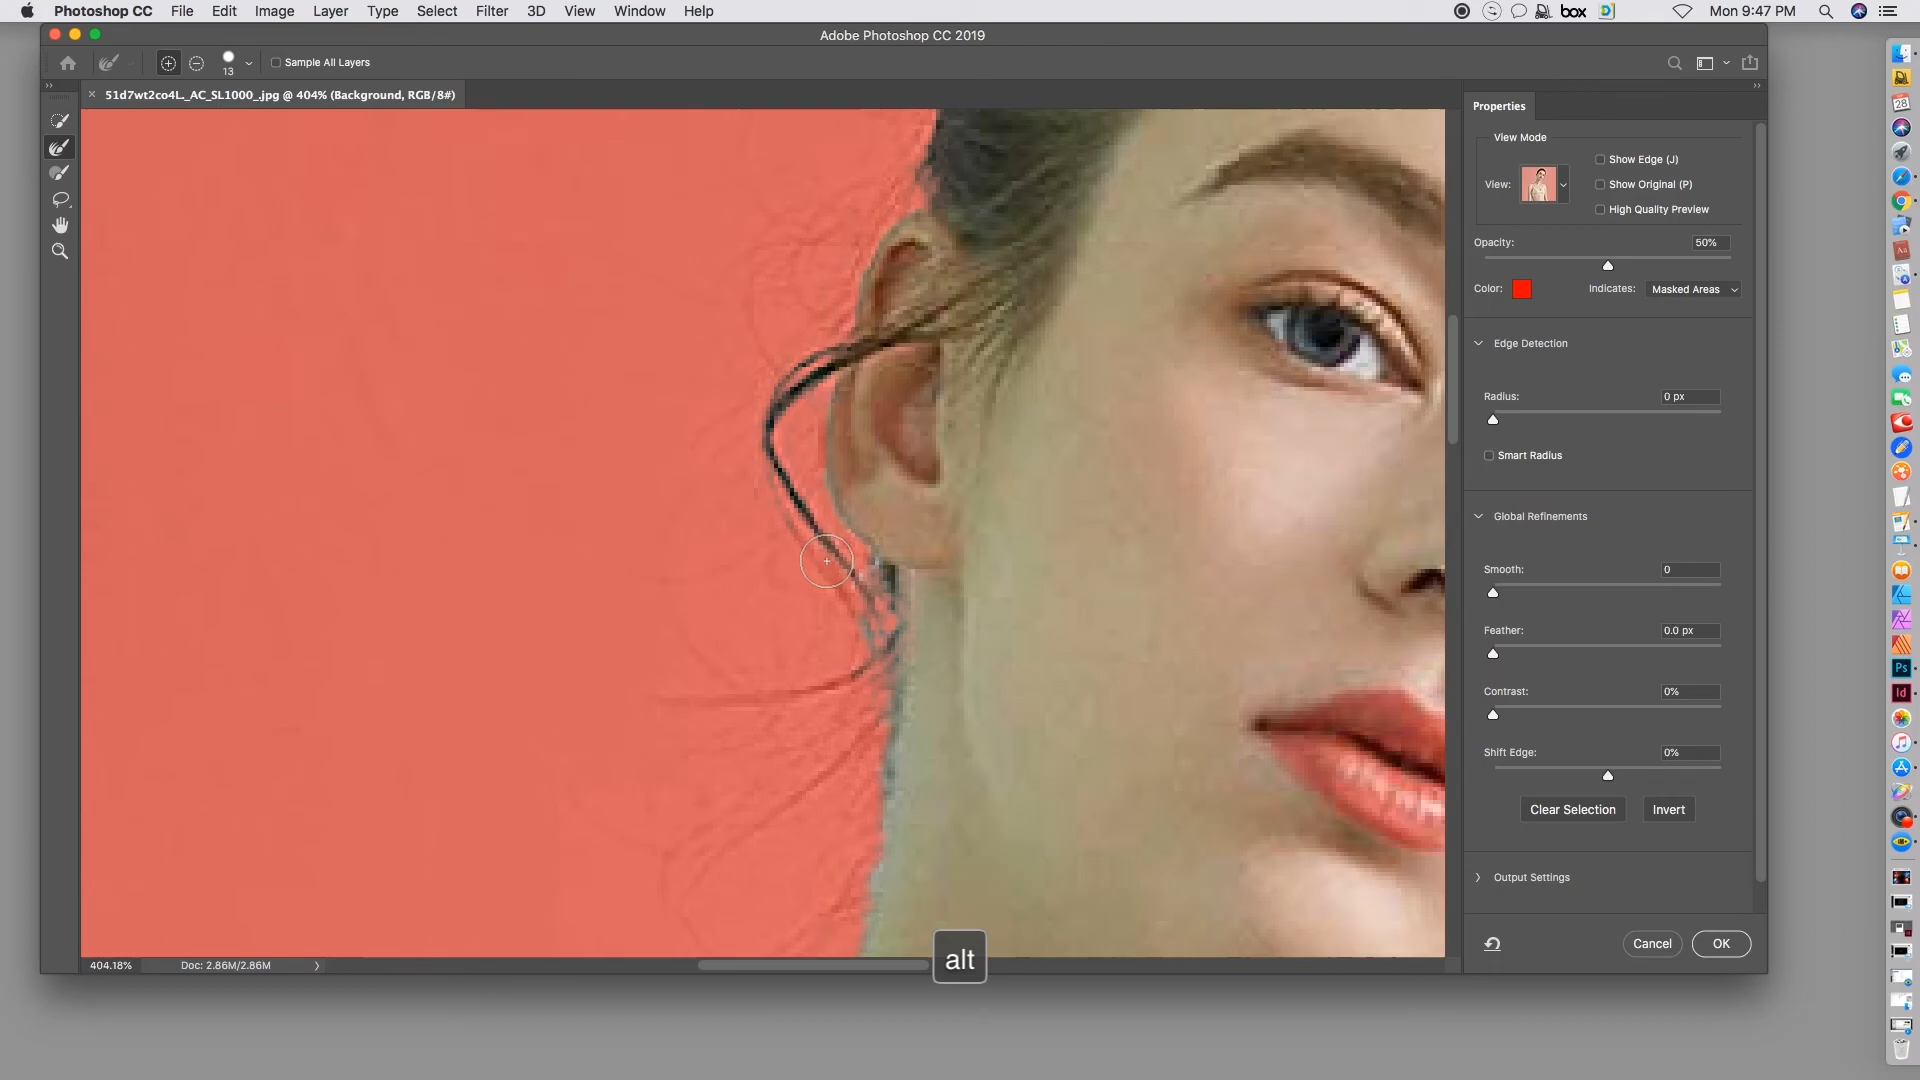 Photoshop CC File Edit Image Layer Type Select Filter 3D View Window Help box Mon 9:47 PM
Adobe Photoshop CC 2019
13 Sample All Layers
51d7wt2co4L._AC_SL1000_.jpg @ 404% (Background, RGB/8#)
Properties
View Mode
Show Edge (J)
View: Show Original (P)
High Quality Preview
Opacity: 50%
Color: Indicates: Masked Areas
Edge Detection
Radius: 0 px
Smart Radius
Global Refinements
Smooth: 0
Feather: 0.0 px
Contrast: 0%
Shift Edge: 0%
Clear Selection Invert
Output Settings
Cancel OK
alt
404.18% Doc: 2.86M/2.86M
28
Aa
Ps
Id